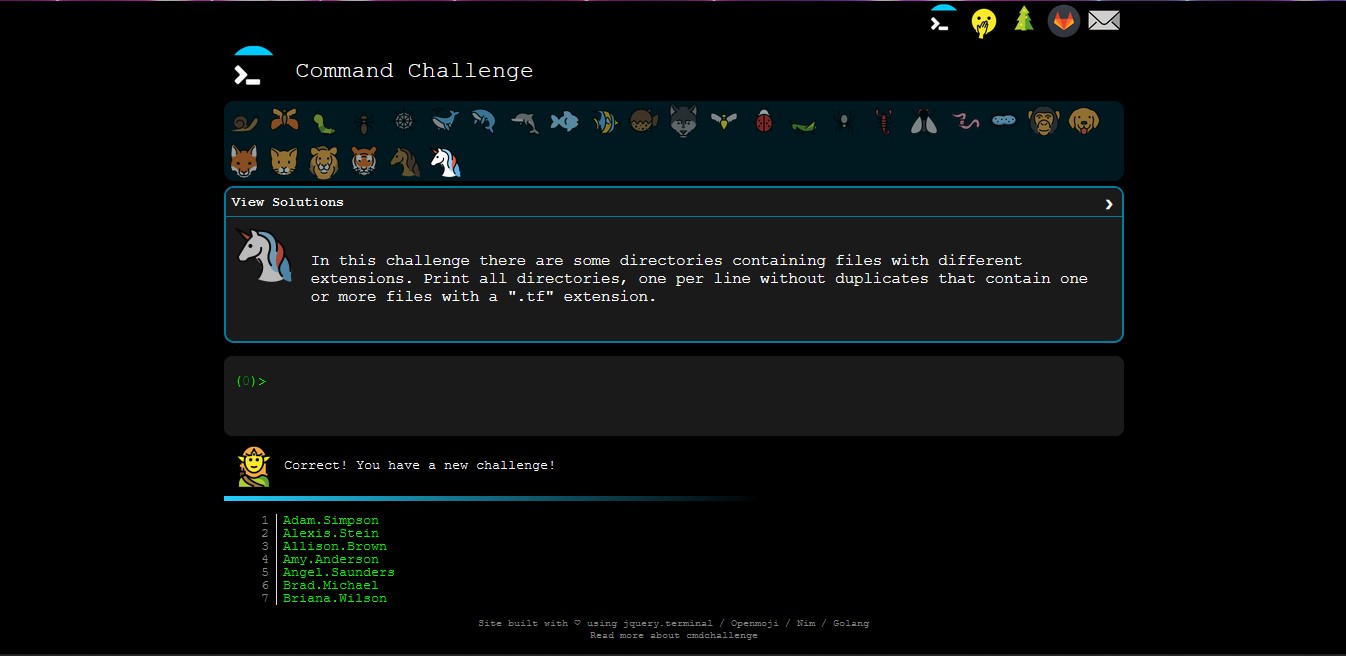 Command Challenge
View Solutions
In this challenge there are some directories containing files with different
extensions. Print all directories, one per line without duplicates that contain one
or more files with a ".tf" extension.
(0)>
Correct! You have a new challenge!
1 Adam.Simpson
2 Alexis.Stein
3 Allison.Brown
4 Amy.Anderson
5 Angel.Saunders
6 Brad.Michael
7 Briana.Wilson
Site built with ♡ using jquery.terminal / Openmoji / Nim / Golang
Read more about cmdchallenge